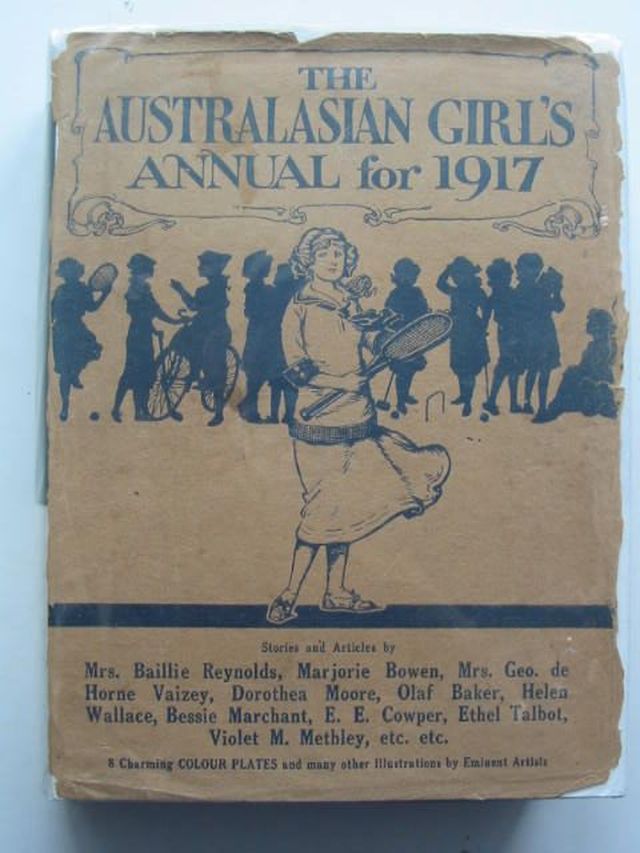 THE
AUSTRALASIAN GIRL'S
ANNUAL for 1917
Stories and Articles by
Mrs. Baillie Reynolds, Marjorie Bowen, Mrs. Geo. de
Horne Vaizey, Dorothea Moore, Olaf Baker, Helen
Wallace, Bessie Marchant, E. E. Cowper, Ethel Talbot,
Violet M. Methley, etc. etc.
8 Charming COLOUR PLATES and many other Illustrations by Eminent Artists